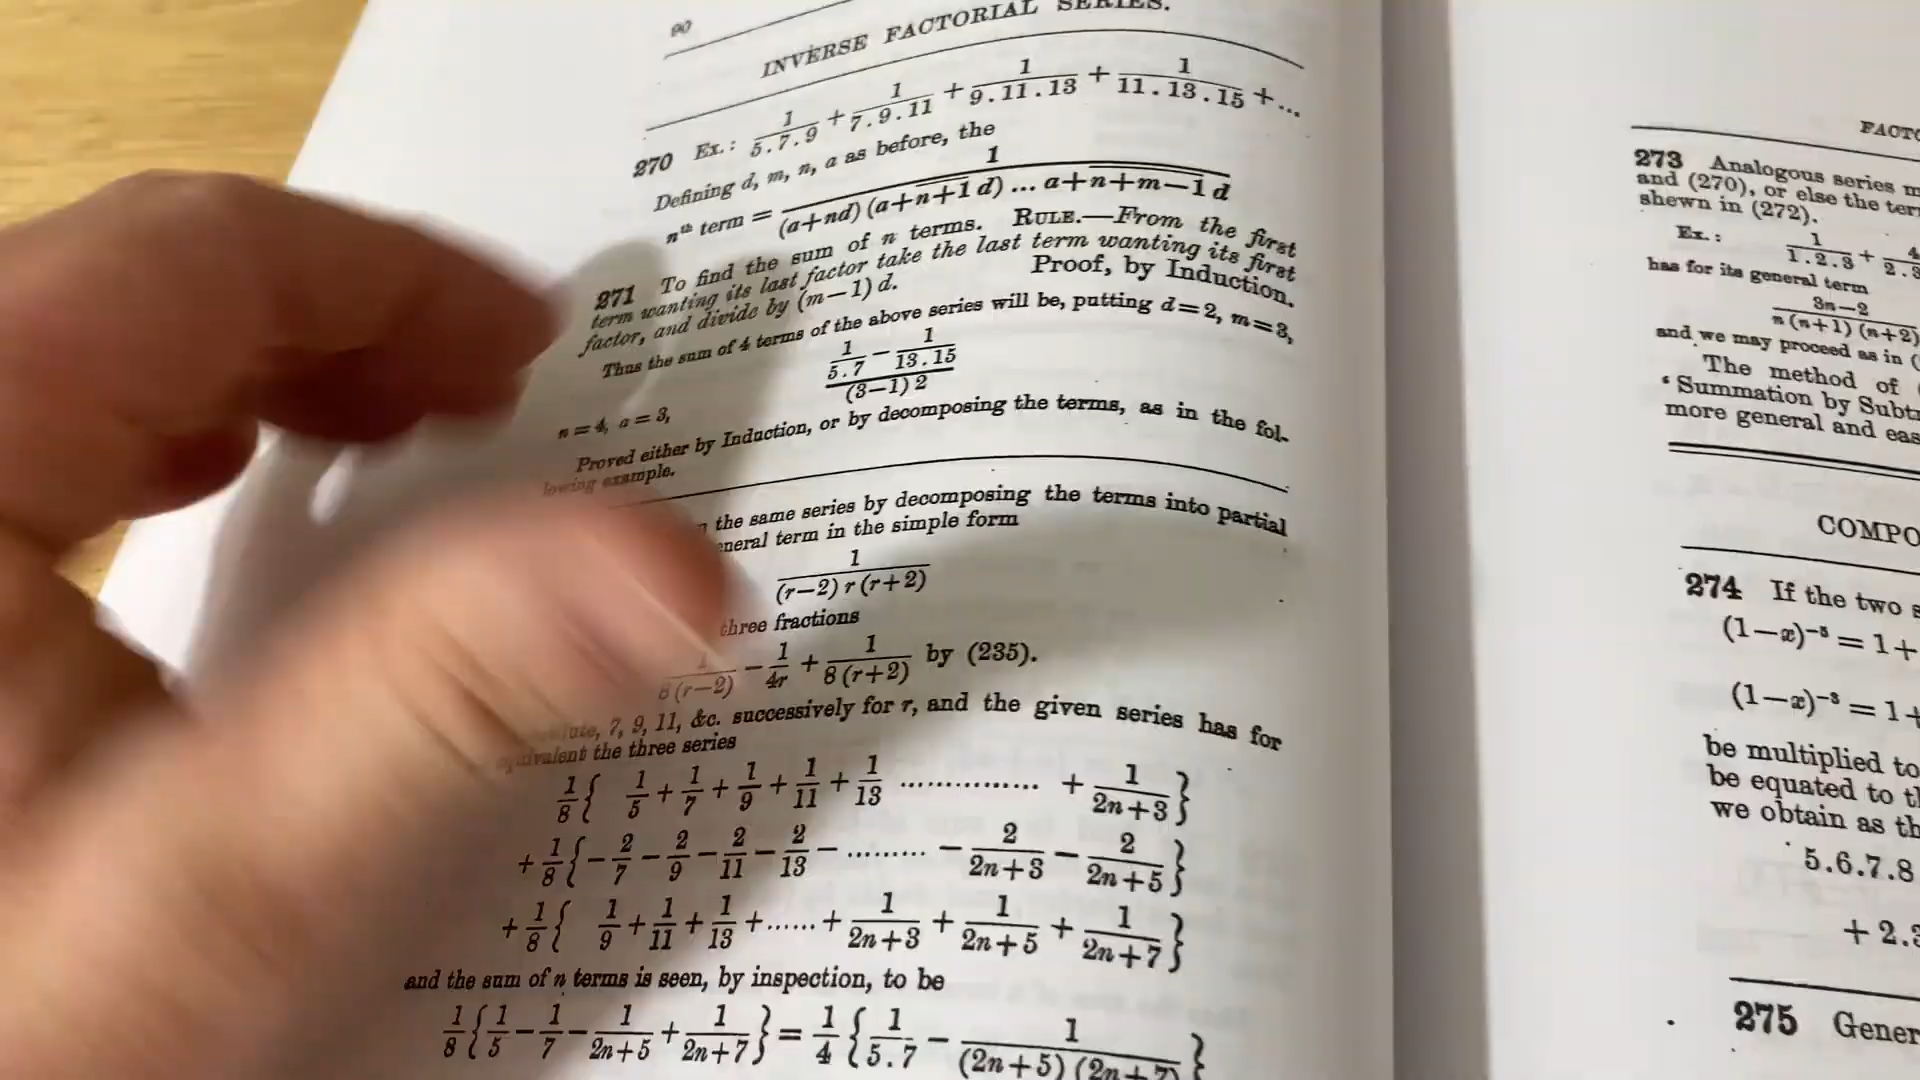 90
INVERSE FACTORIAL SERIES.
270 Ex.: 1/5.7.9 + 1/7.9.11 + 1/9.11.13 + 1/11.13.15 +...
Defining d, m, n, a as before, the
nth term = 1/(a+nd) (a+n+1 d) ... a+n+m−1 d
271 To find the sum of n terms. RULE.—From the first
term wanting its last factor take the last term wanting its first
factor, and divide by (m−1) d.
Proof, by Induction.
Thus the sum of 4 terms of the above series will be, putting d=2, m=3,
n=4, a=3,
1/5.7 − 1/13.15
(3−1) 2
Proved either by Induction, or by decomposing the terms, as in the fol-
lowing example.
the same series by decomposing the terms into partial
general term in the simple form
1/(r−2) r (r+2)
three fractions
1/8(r−2) − 1/4r + 1/8(r+2) by (235).
7, 9, 11, &c. successively for r, and the given series has for
equivalent the three series
1/8 { 1/5 + 1/7 + 1/9 + 1/11 + 1/13 ............... + 1/2n+3 }
+ 1/8 { − 2/7 − 2/9 − 2/11 − 2/13 − ......... − 2/2n+3 − 2/2n+5 }
+ 1/8 { 1/9 + 1/11 + 1/13 + ...... + 1/2n+3 + 1/2n+5 + 1/2n+7 }
and the sum of n terms is seen, by inspection, to be
1/8 { 1/5 − 1/7 − 1/2n+5 + 1/2n+7 } = 1/4 { 1/5.7 − 1/(2n+5) (2n+7) }
273 Analogous series
and (270), or else the
shewn in (272).
Ex.: 1/1.2.3 +
has for its general term
3n−2
n (n+1) (n+2)
and we may proceed as in
The method of
'Summation by
more general and
274 If the two
(1−x)−5 = 1+
(1−x)−3 = 1+
be multiplied to
be equated to
we obtain as
5.6.7.8
+ 2.3
275